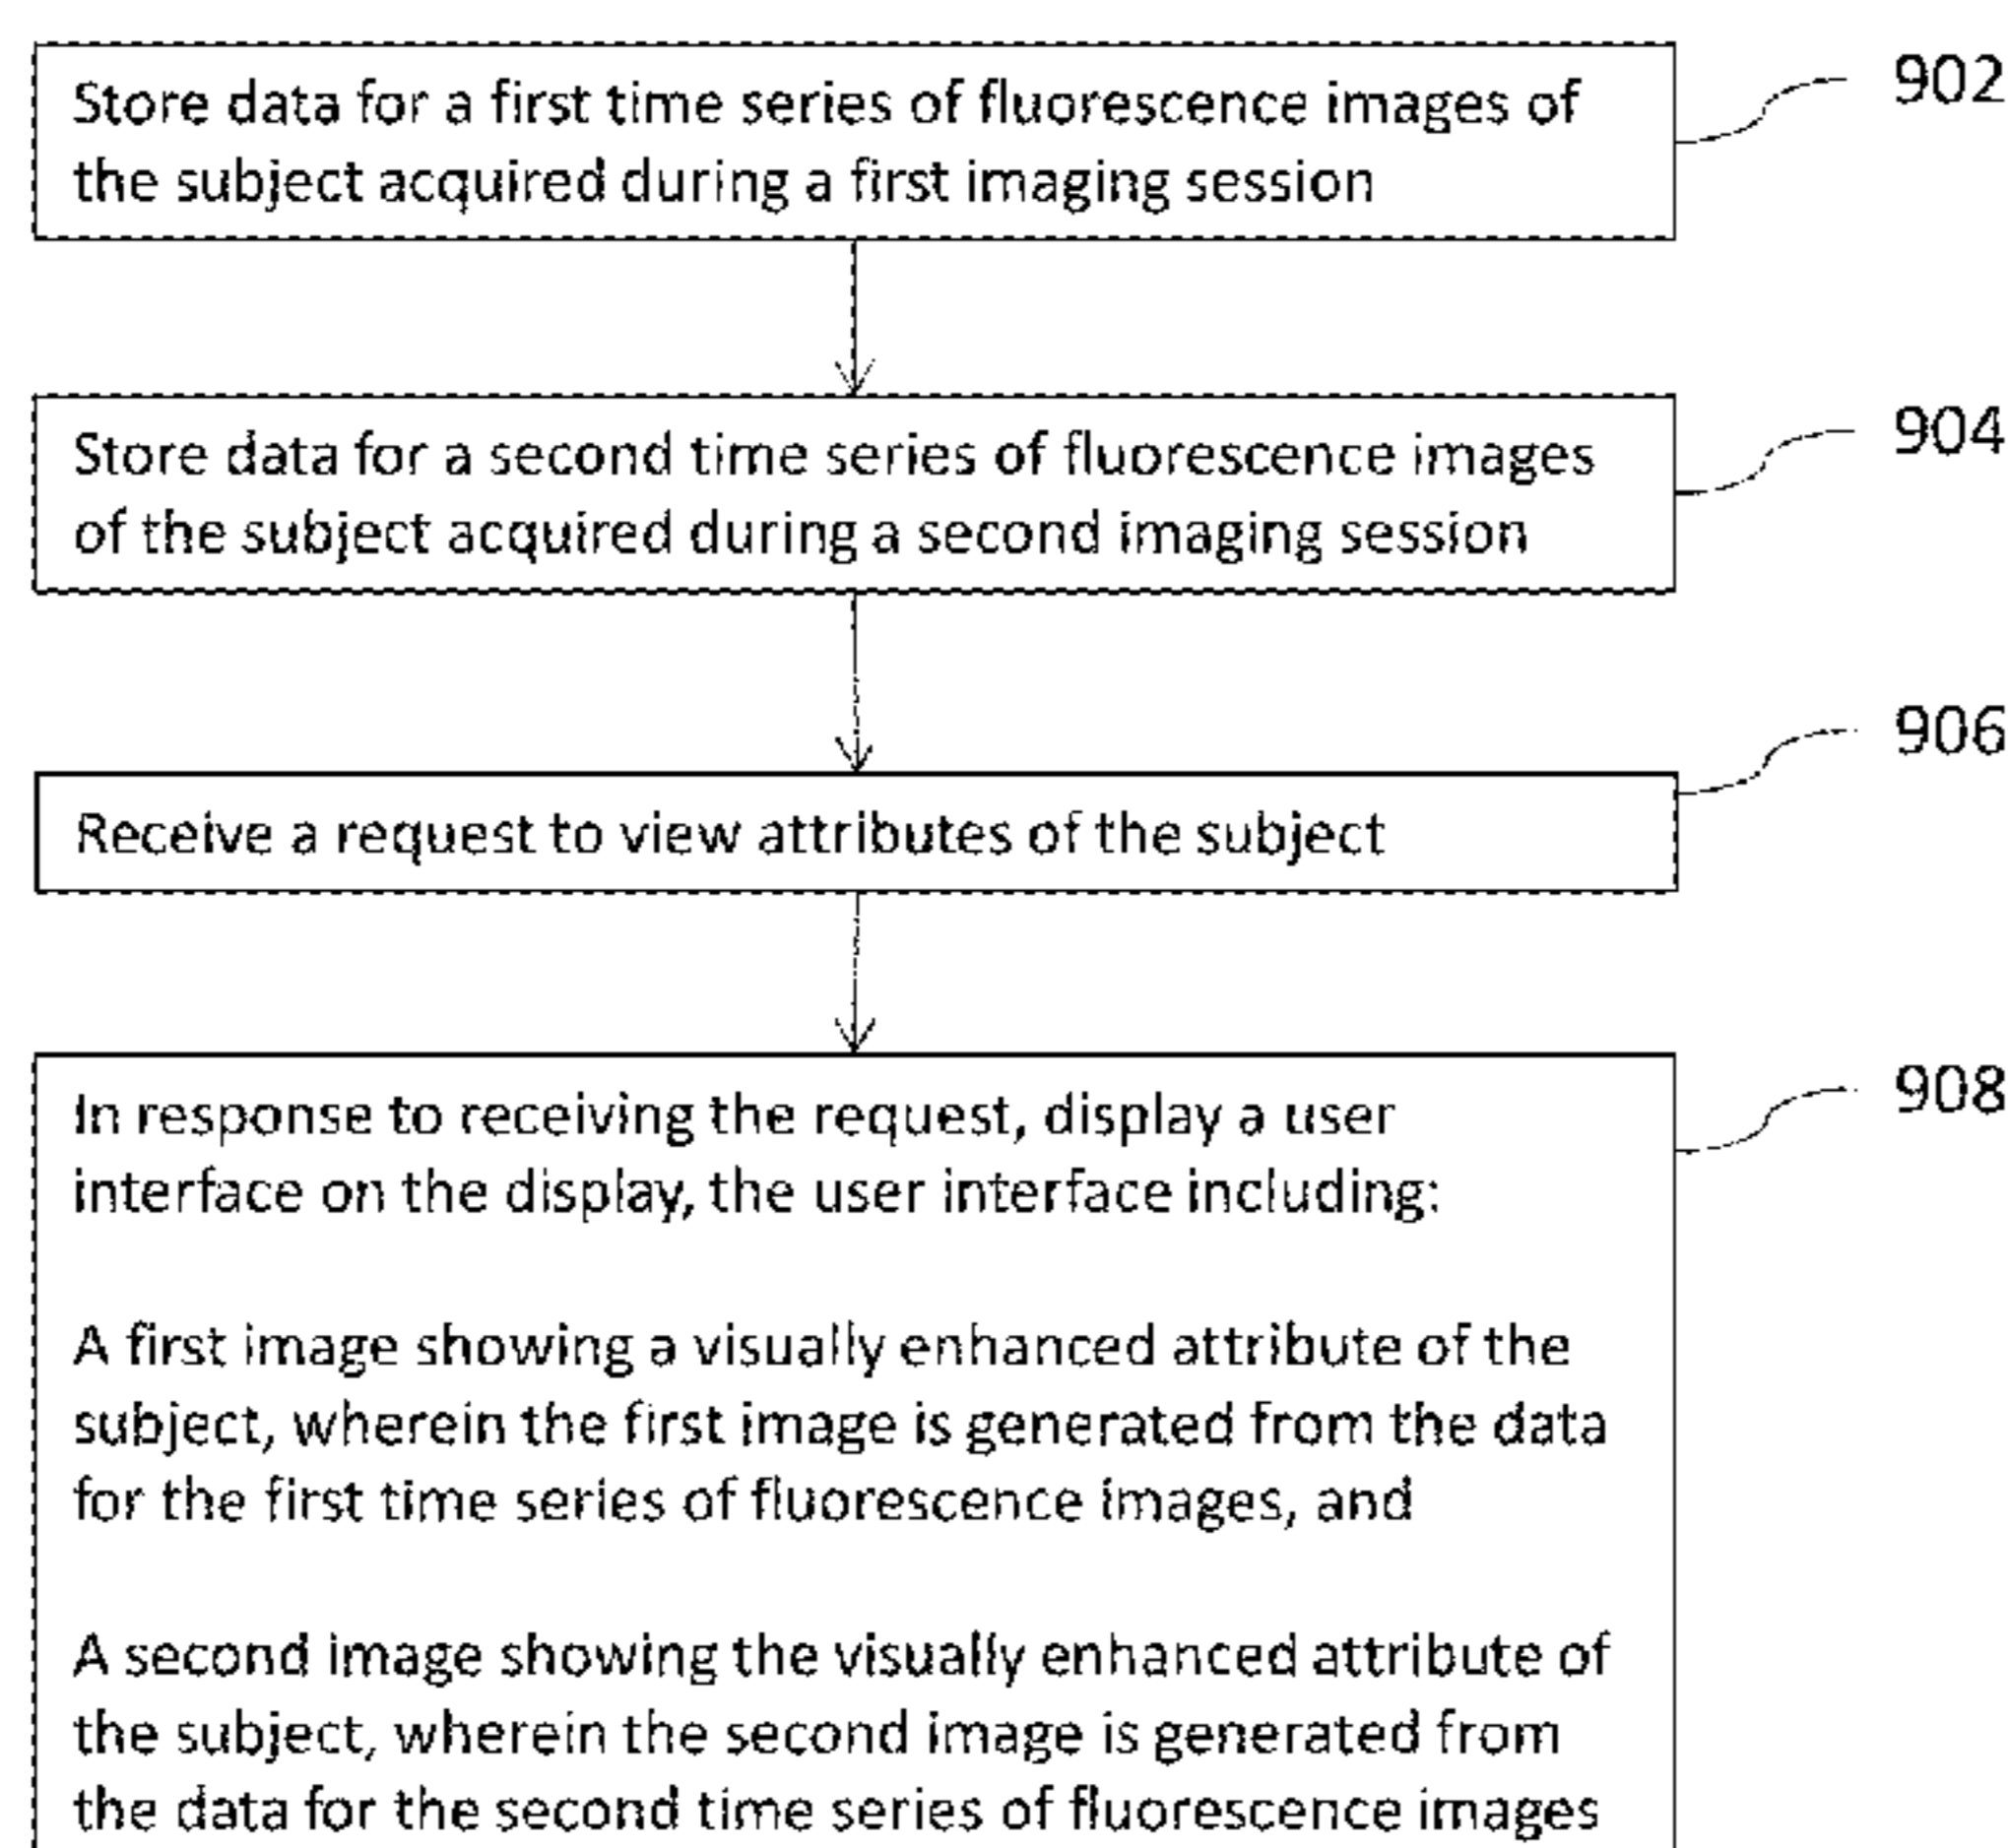 Store data for a first time series of fluorescence images of
the subject acquired during a first imaging session
902
Store data for a second time series of fluorescence images
of the subject acquired during a second imaging session
904
Receive a request to view attributes of the subject
906
In response to receiving the request, display a user
interface on the display, the user interface including:
908
A first image showing a visually enhanced attribute of the
subject, wherein the first image is generated from the data
for the first time series of fluorescence images, and
A second image showing the visually enhanced attribute of
the subject, wherein the second image is generated from
the data for the second time series of fluorescence images